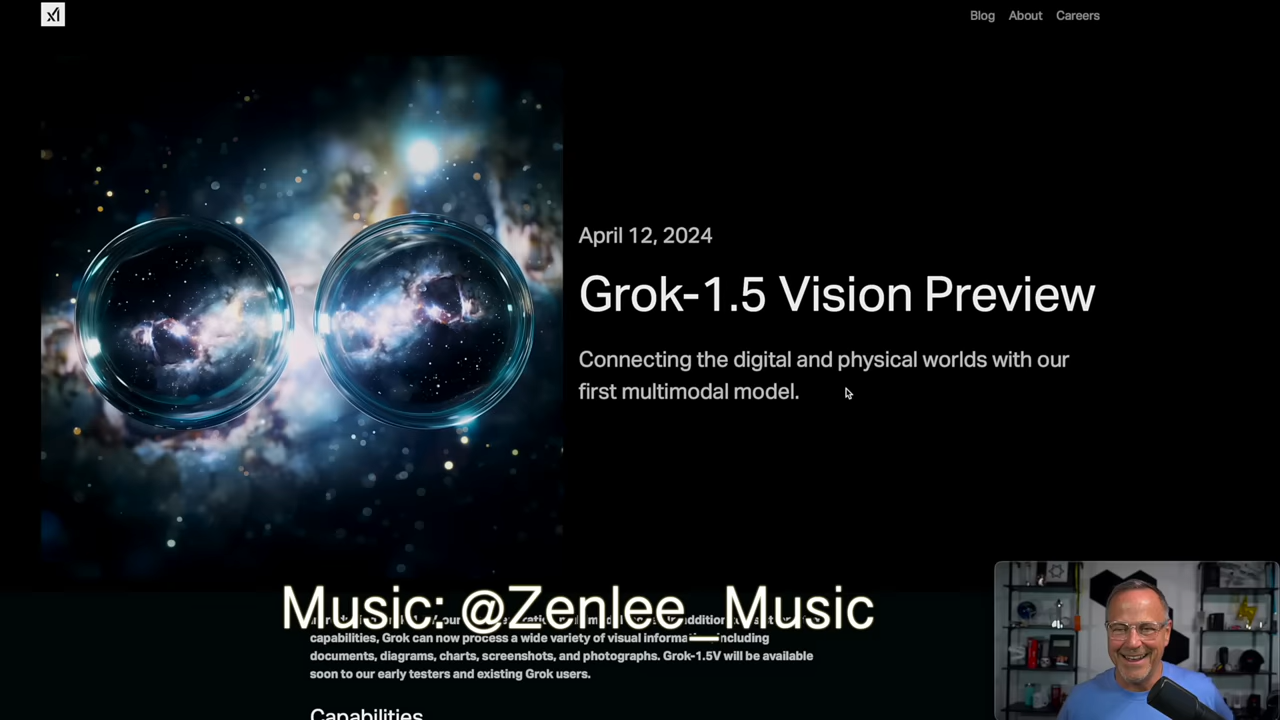 xI
Blog About Careers
April 12, 2024
Grok-1.5 Vision Preview
Connecting the digital and physical worlds with our
first multimodal model.
Music: @Zenlee_Music
capabilities, Grok can now process a wide variety of visual including
documents, diagrams, charts, screenshots, and photographs. Grok-1.5V will be available
soon to our early testers and existing Grok users.
Capabilities